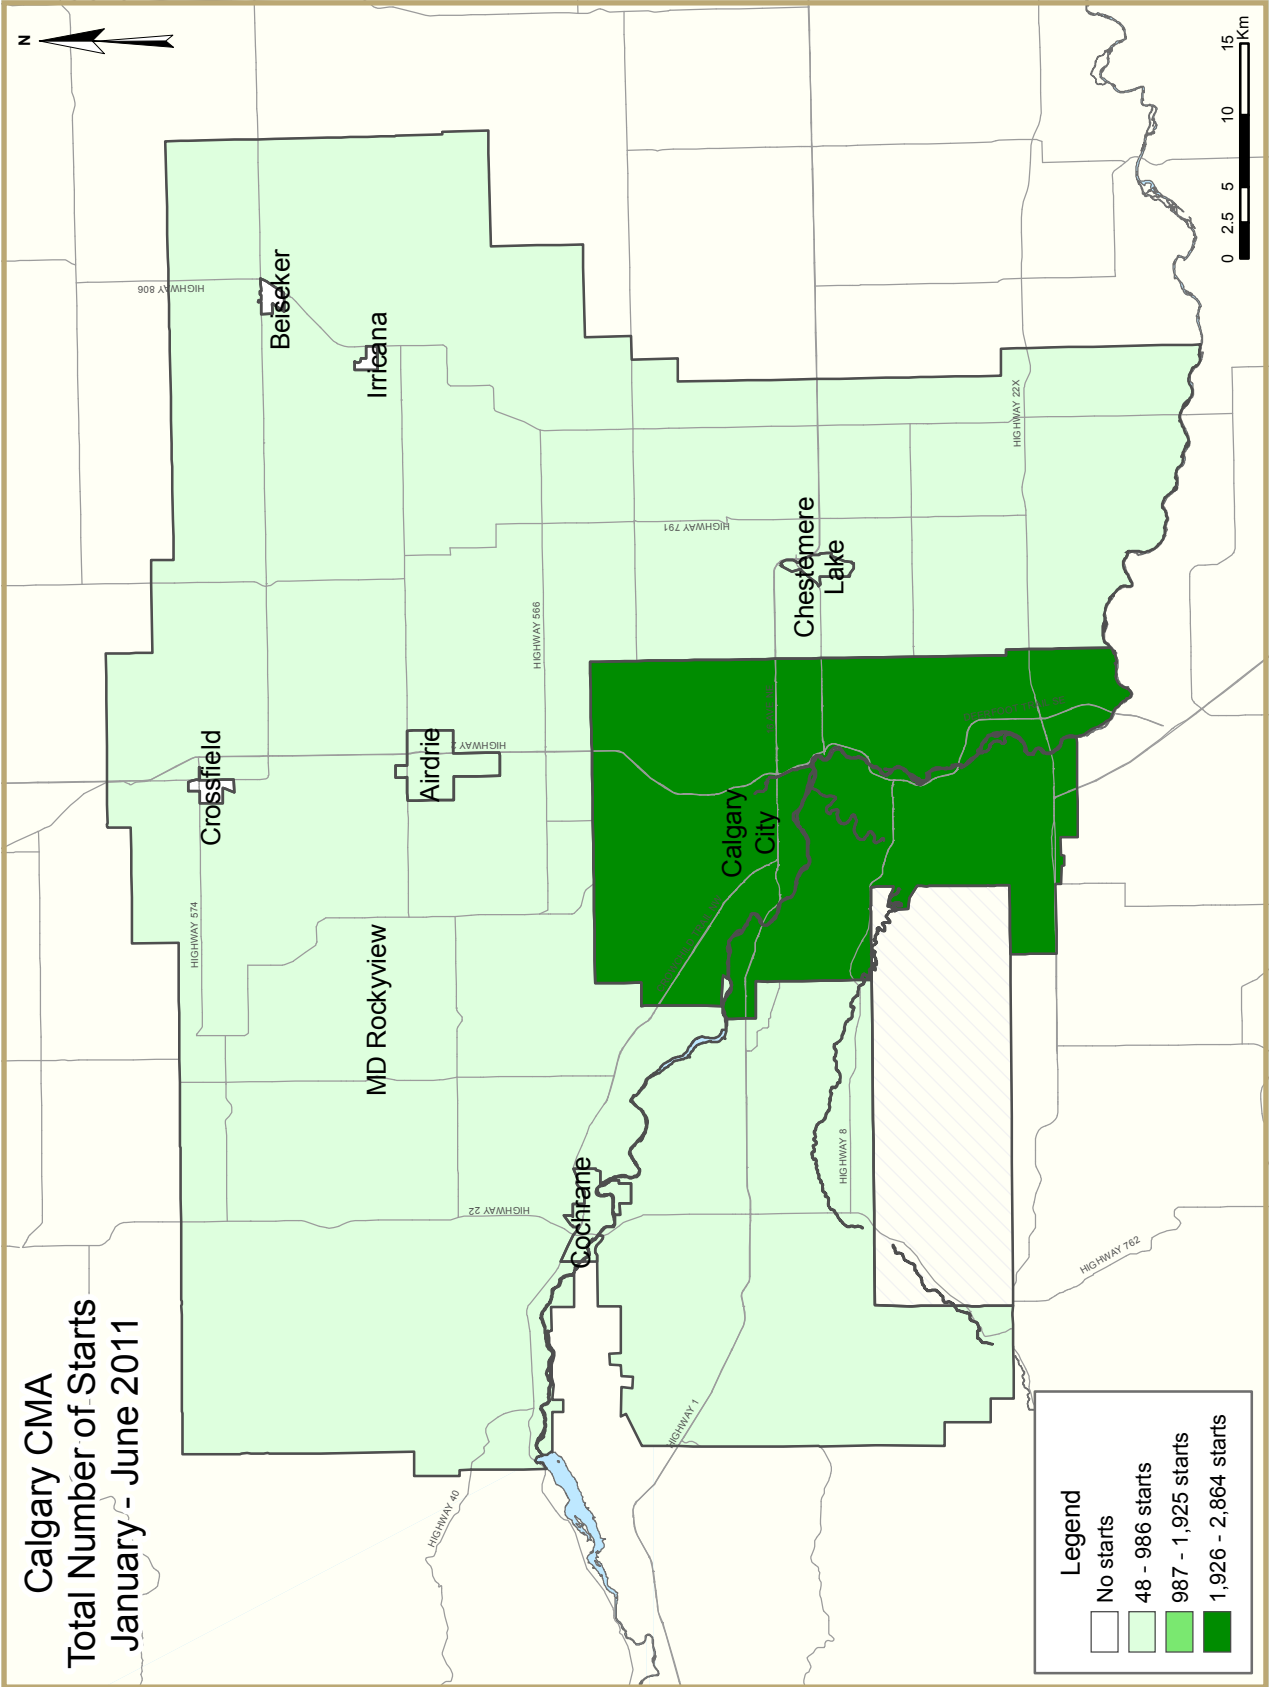 Calgary CMA
Total Number of Starts
January - June 2011
N
HIGHWAY 806
Beiseker
Irricana
HIGHWAY 574
Crossfield
HIGHWAY 2
Airdrie
HIGHWAY 566
HIGHWAY 791
HIGHWAY 22X
MD Rockyview
Chestemere
Lake
Calgary
City
HIGHWAY 22
Cochrane
HIGHWAY 8
HIGHWAY 40
HIGHWAY 1
HIGHWAY 762
Legend
No starts
48 - 986 starts
987 - 1,925 starts
1,926 - 2,864 starts
0 2.5 5 10 15
Km